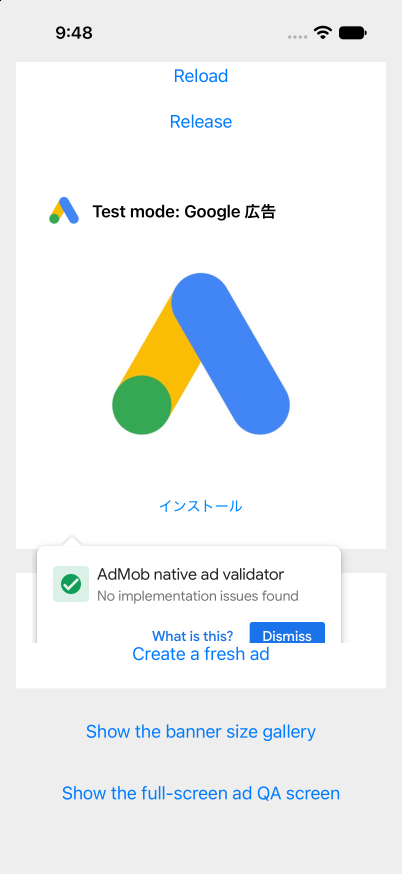 9:48
Reload
Release
Test mode: Google 広告
インストール
AdMob native ad validator
No implementation issues found
What is this? Dismiss
Create a fresh ad
Show the banner size gallery
Show the full-screen ad QA screen